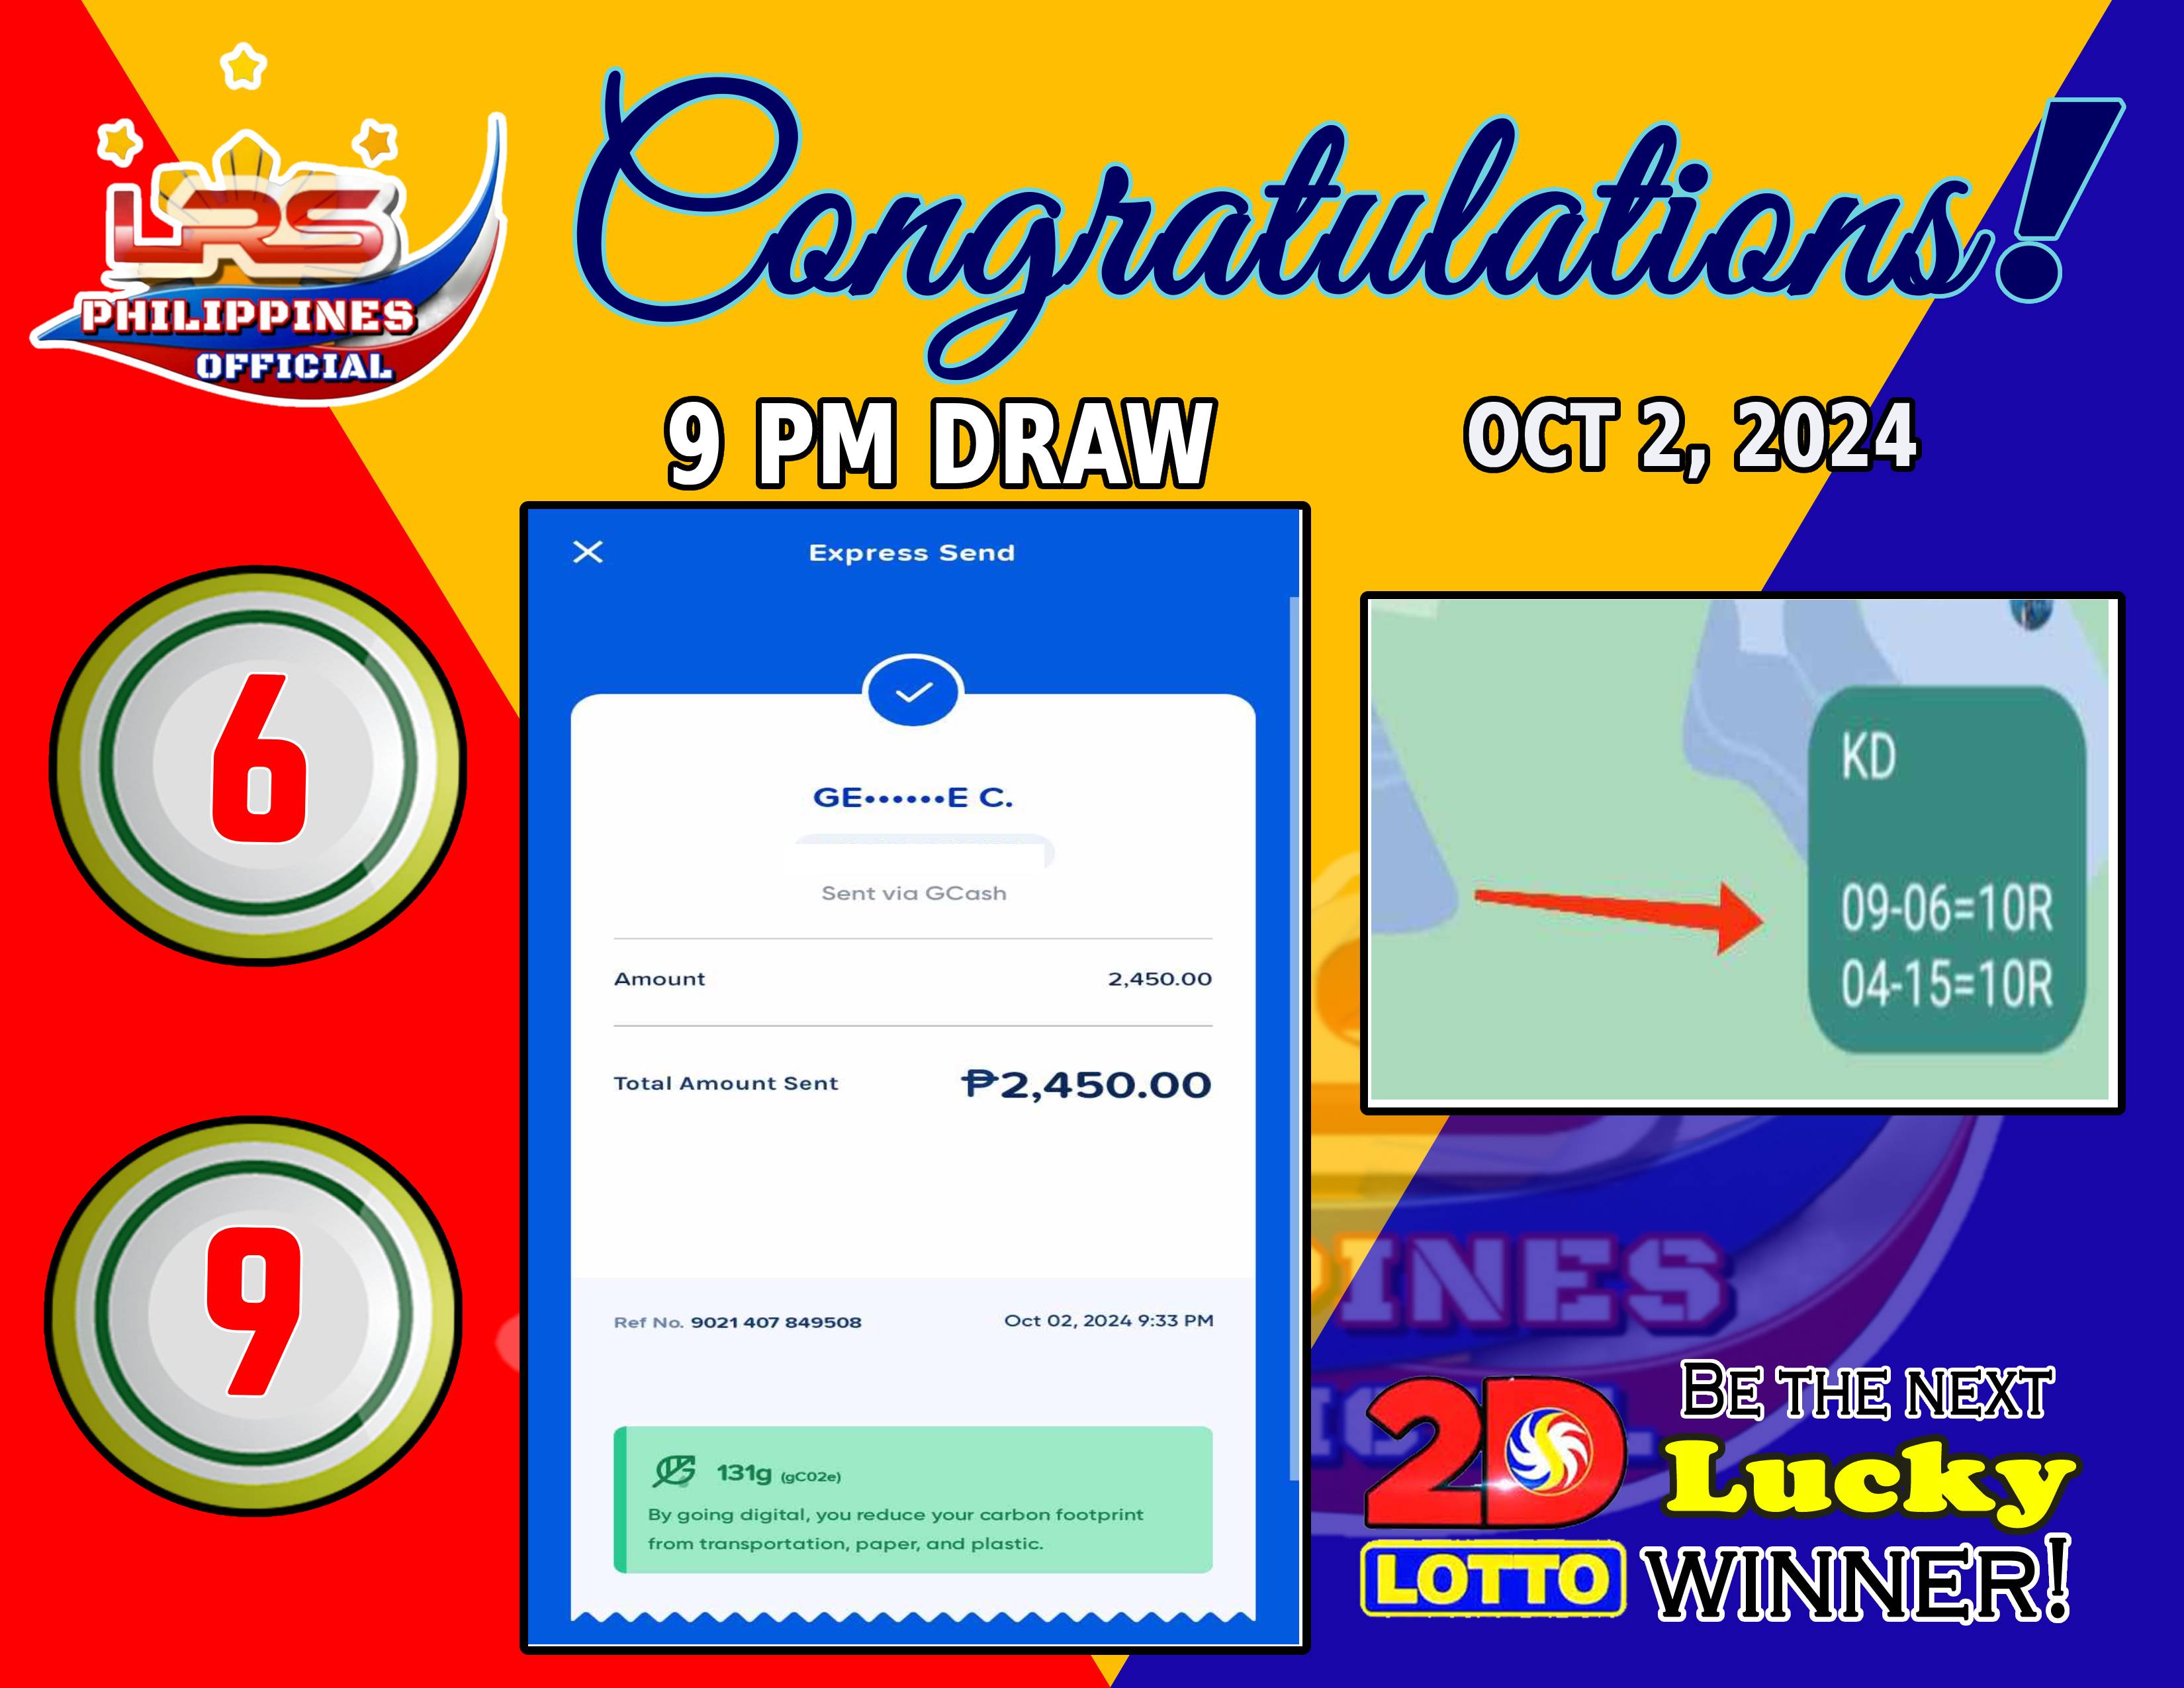 LRS
PHILIPPINES
OFFICIAL
Congratulations!
9 PM DRAW
OCT 2, 2024
6
9
Express Send
GE••••••E C.
Sent via GCash
Amount 2,450.00
Total Amount Sent ₱2,450.00
Ref No. 9021 407 849508 Oct 02, 2024 9:33 PM
131g (gCO2e)
By going digital, you reduce your carbon footprint
from transportation, paper, and plastic.
KD
09-06=10R
04-15=10R
PINES
2D
LOTTO
BE THE NEXT
Lucky
WINNER!